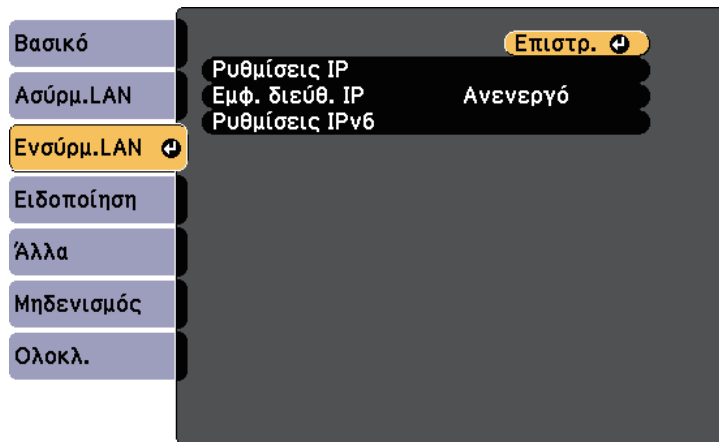 Βασικό
Ασύρμ.LAN
Ενσύρμ.LAN
Ειδοποίηση
Άλλα
Μηδενισμός
Ολοκλ.
Επιστρ.
Ρυθμίσεις IP
Εμφ. διεύθ. IP Ανενεργό
Ρυθμίσεις IPv6